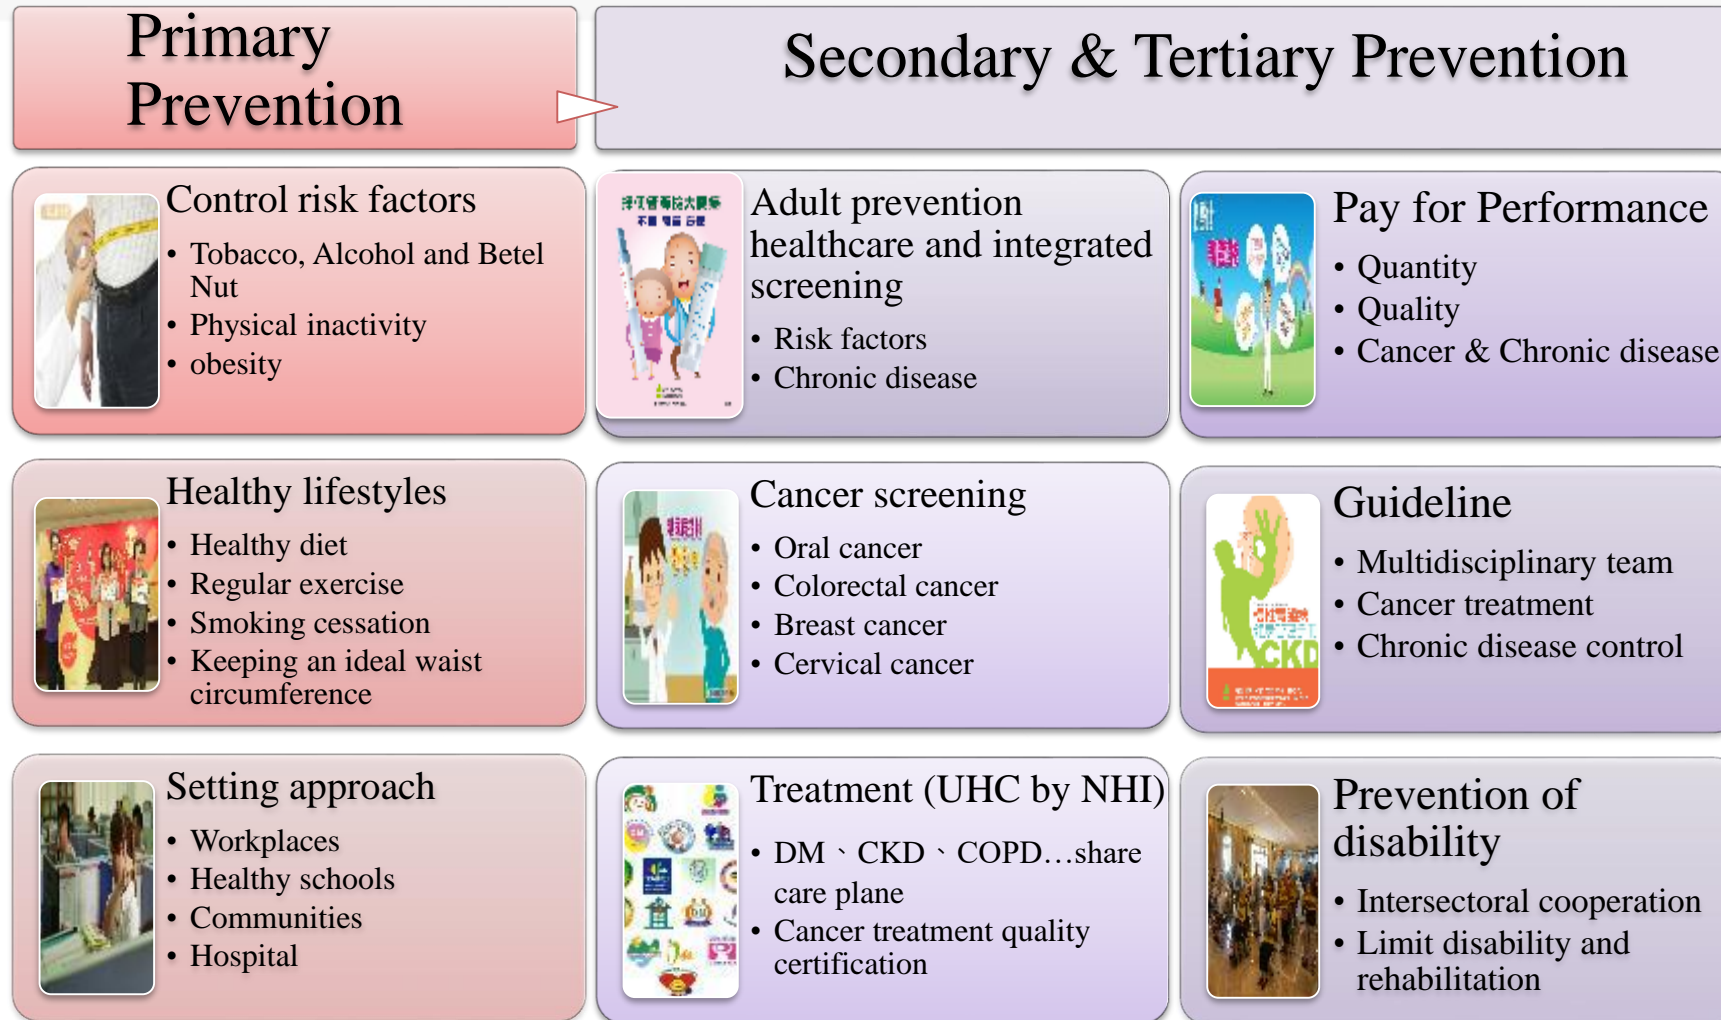 Primary
Prevention
Secondary & Tertiary Prevention
Control risk factors
• Tobacco, Alcohol and Betel
Nut
• Physical inactivity
• obesity
Adult prevention
healthcare and integrated
screening
• Risk factors
• Chronic disease
Pay for Performance
• Quantity
• Quality
• Cancer & Chronic disease
Healthy lifestyles
• Healthy diet
• Regular exercise
• Smoking cessation
• Keeping an ideal waist
circumference
Cancer screening
• Oral cancer
• Colorectal cancer
• Breast cancer
• Cervical cancer
Guideline
• Multidisciplinary team
• Cancer treatment
• Chronic disease control
CKD
Setting approach
• Workplaces
• Healthy schools
• Communities
• Hospital
Treatment (UHC by NHI)
• DM、CKD、COPD…share
care plane
• Cancer treatment quality
certification
Prevention of
disability
• Intersectoral cooperation
• Limit disability and
rehabilitation